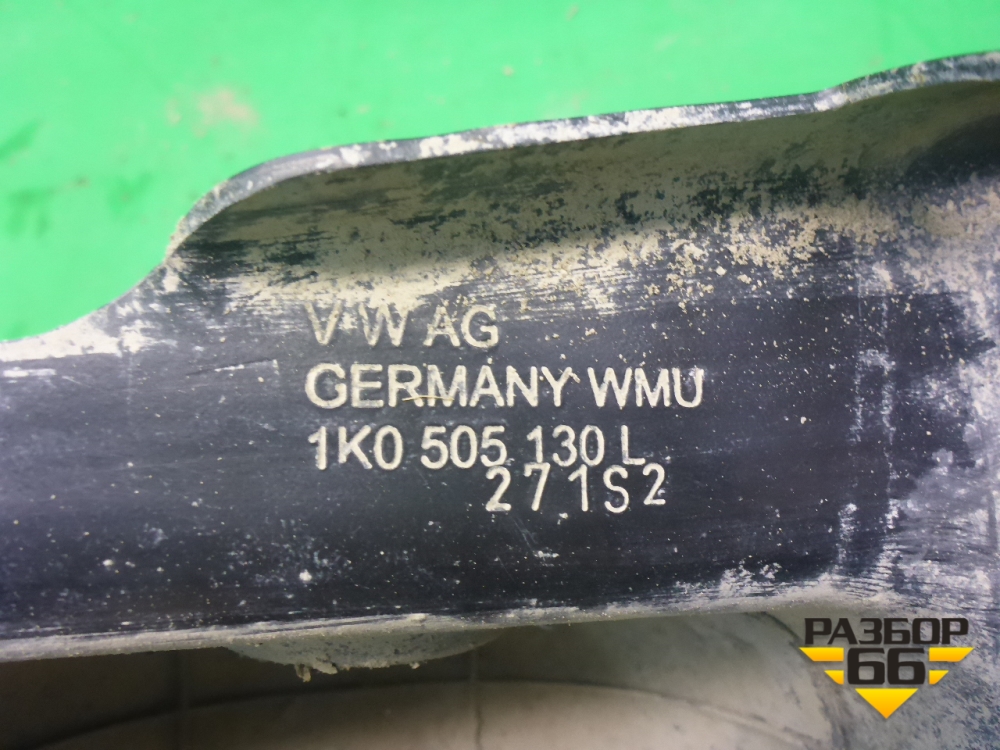 VW AG
GERMANY WMU
1K0 505 130 L
271S2
РАЗБОР
66